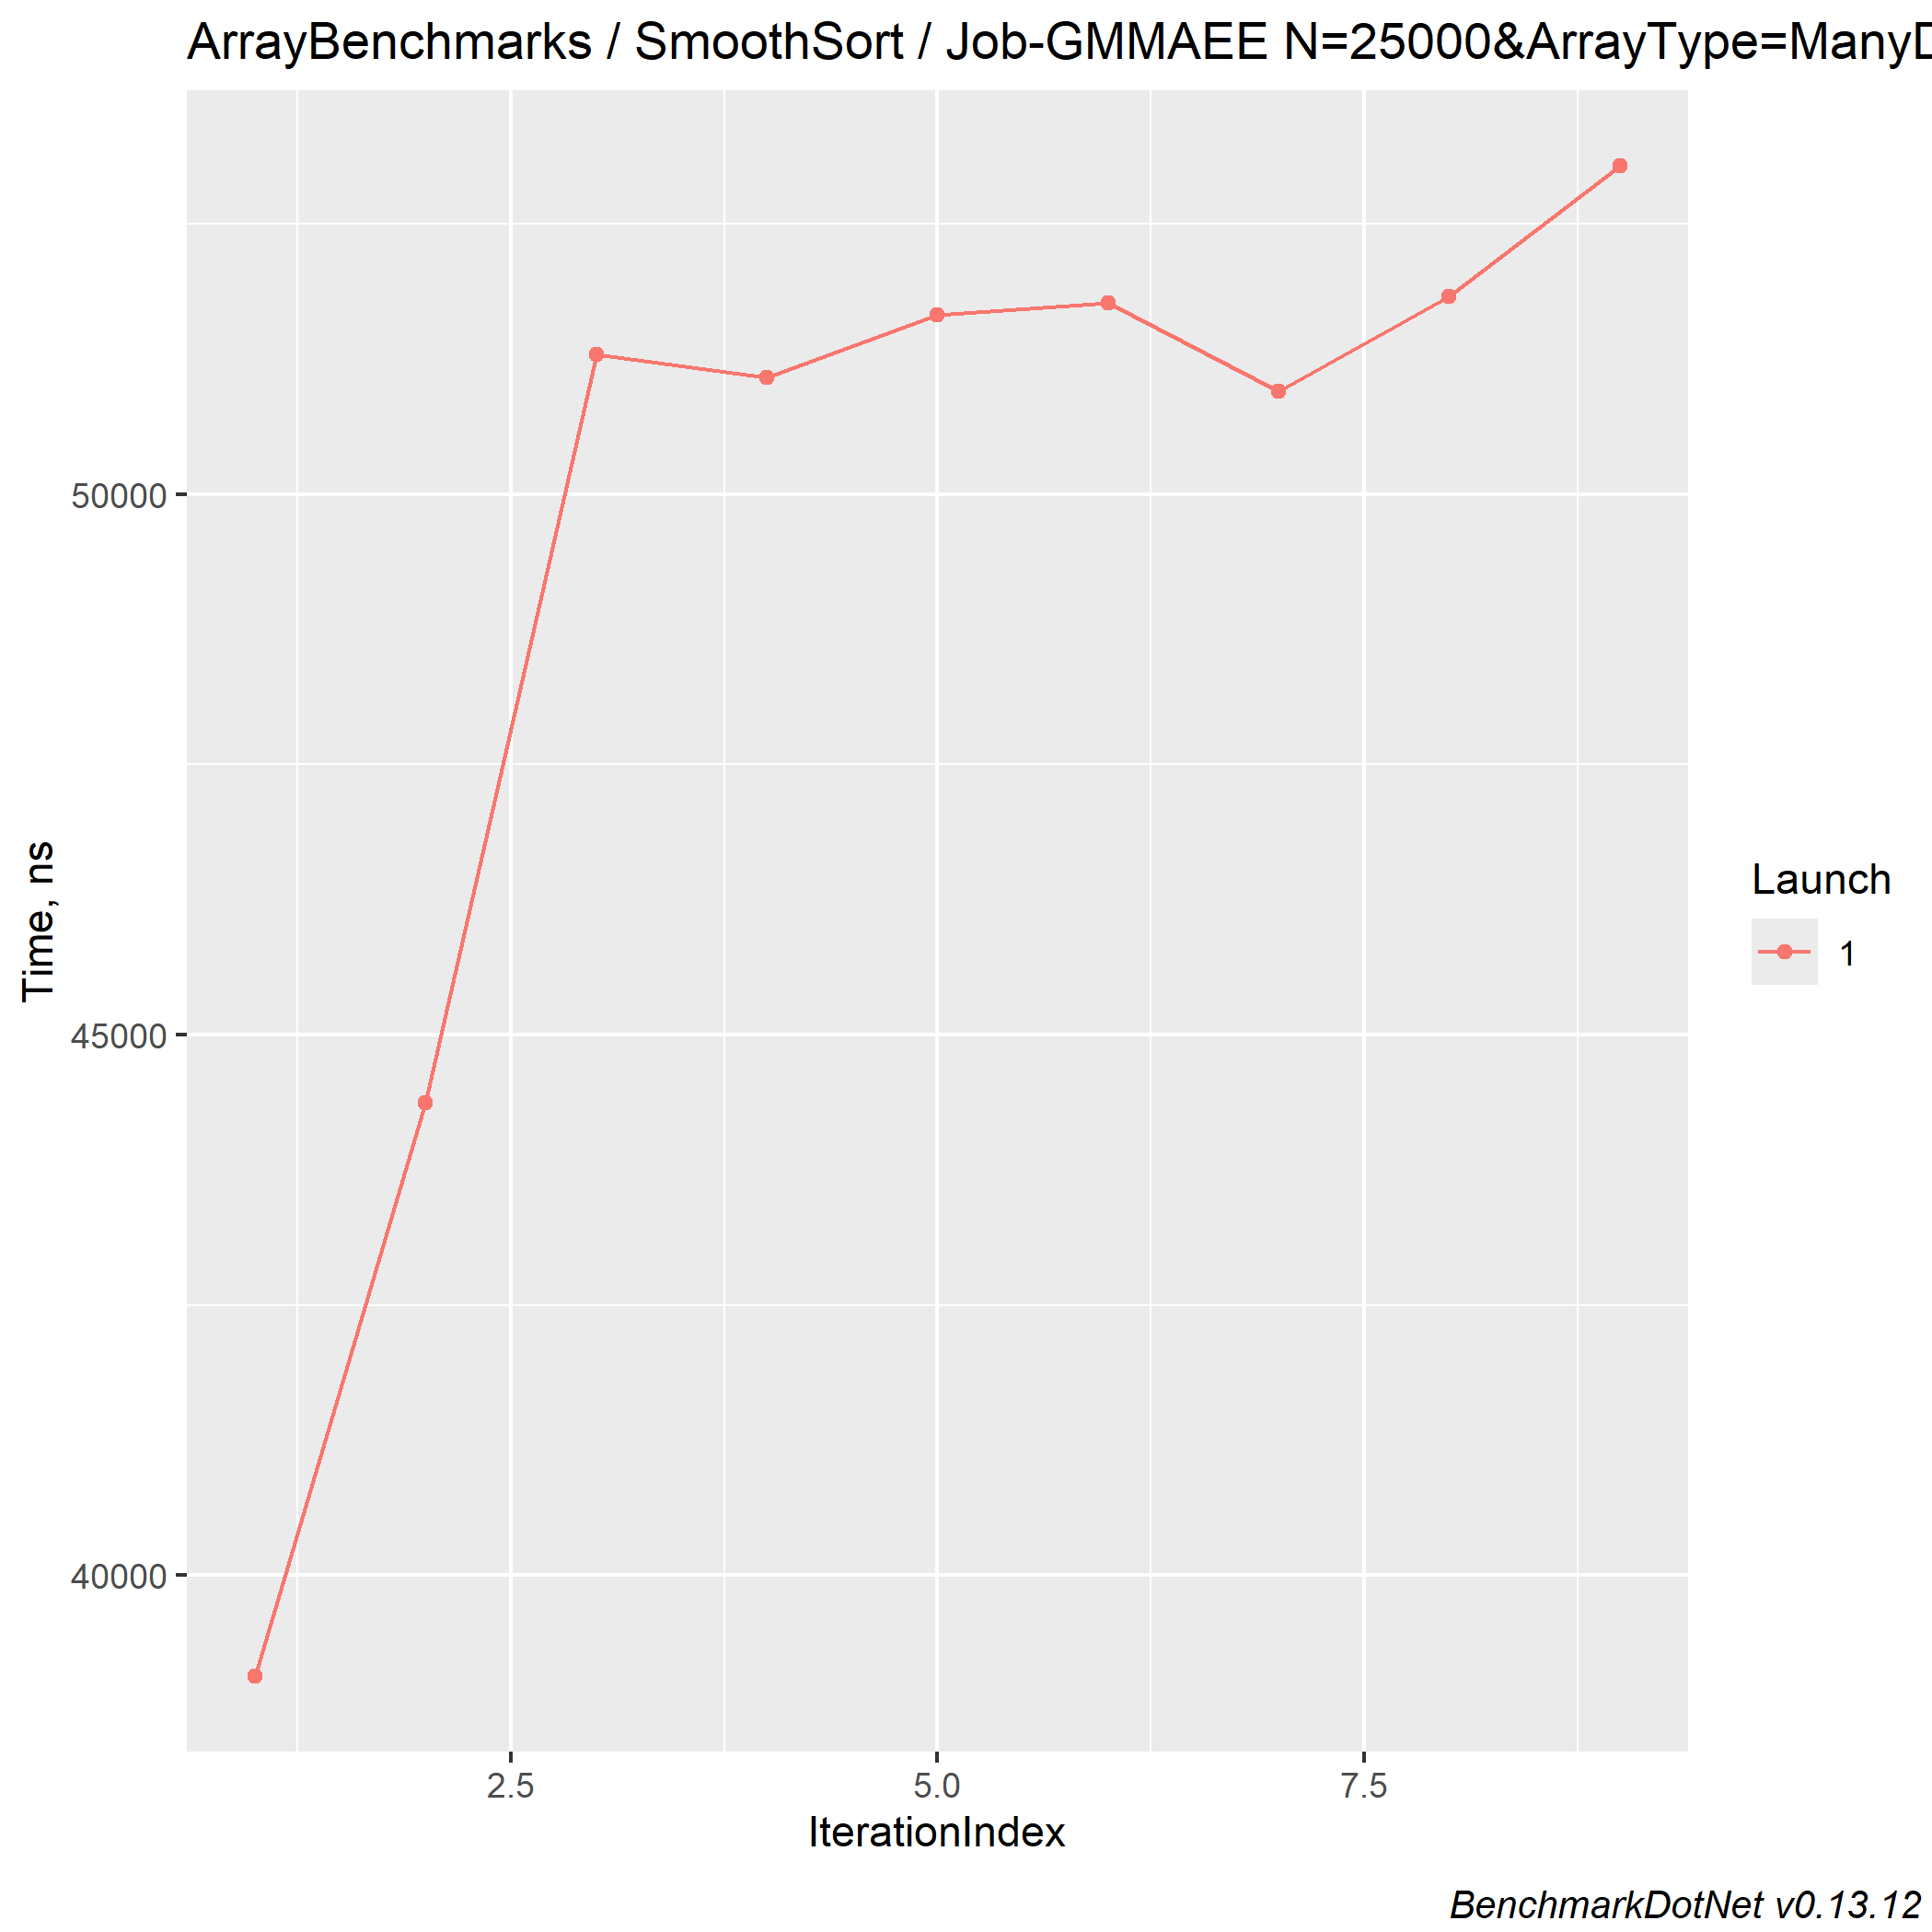 ArrayBenchmarks / SmoothSort / Job-GMMAEE N=25000&ArrayType=ManyD
50000
45000
40000
Time, ns
2.5 5.0 7.5
IterationIndex
Launch
1
BenchmarkDotNet v0.13.12